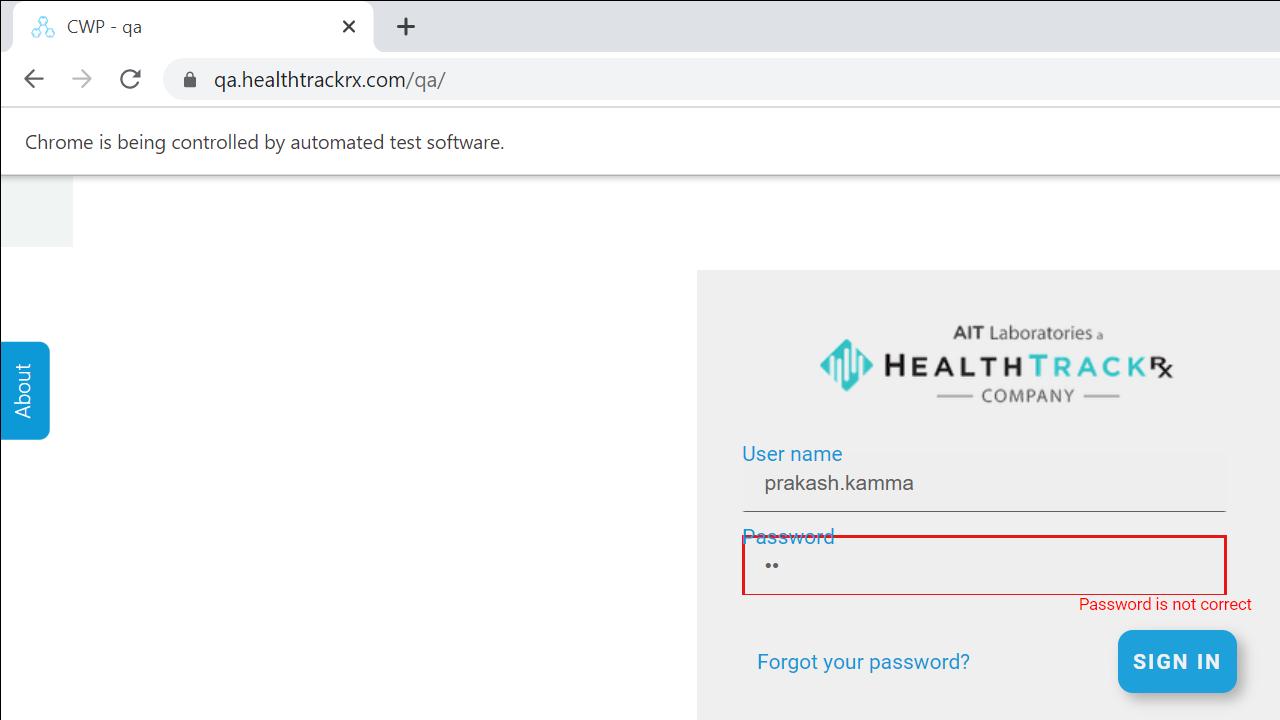 CWP - qa
qa.healthtrackrx.com/qa/
Chrome is being controlled by automated test software.
About
AIT Laboratories a
HEALTHTRACKRx
COMPANY
User name
prakash.kamma
Password
••
Password is not correct
Forgot your password?
SIGN IN